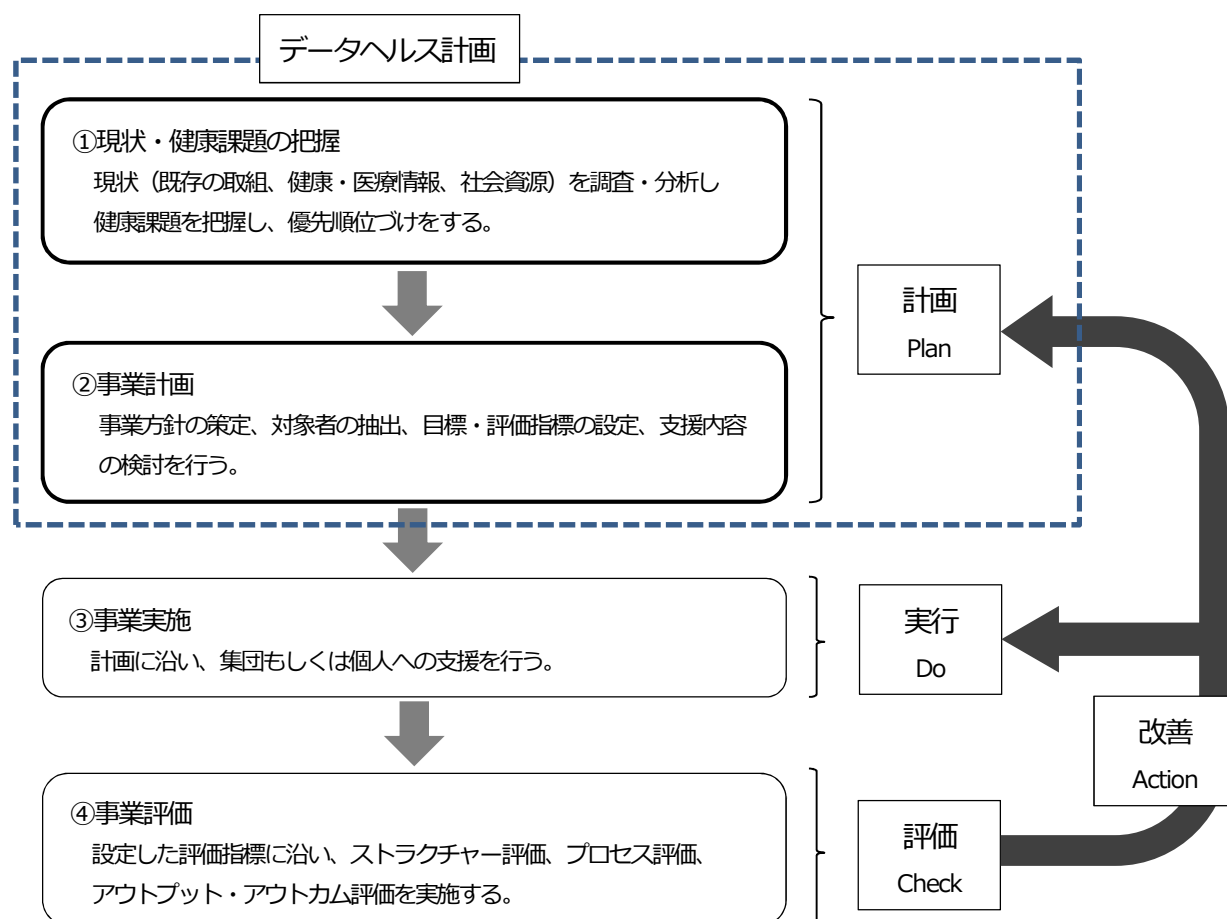 データヘルス計画
①現状・健康課題の把握
現状（既存の取組、健康・医療情報、社会資源）を調査・分析し
健康課題を把握し、優先順位づけをする。
計画
Plan
②事業計画
事業方針の策定、対象者の抽出、目標・評価指標の設定、支援内容
の検討を行う。
③事業実施
計画に沿い、集団もしくは個人への支援を行う。
実行
Do
改善
Action
④事業評価
設定した評価指標に沿い、ストラクチャー評価、プロセス評価、
アウトプット・アウトカム評価を実施する。
評価
Check